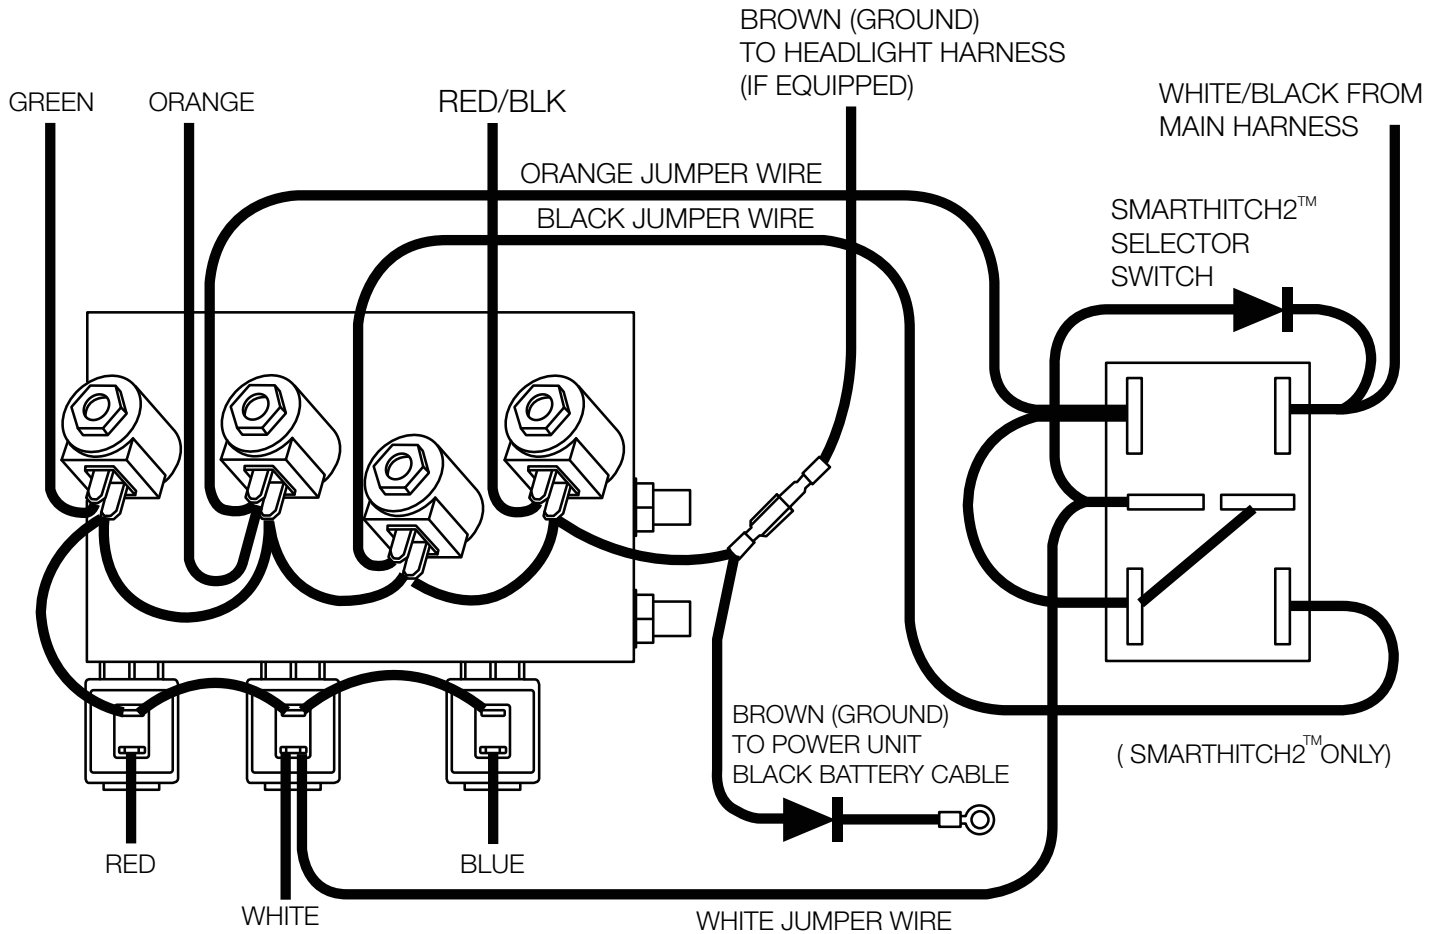 BROWN (GROUND)
TO HEADLIGHT HARNESS
(IF EQUIPPED)
GREEN
ORANGE
RED/BLK
WHITE/BLACK FROM
MAIN HARNESS
ORANGE JUMPER WIRE
BLACK JUMPER WIRE
SMARTHITCH2™
SELECTOR
SWITCH
BROWN (GROUND)
TO POWER UNIT
BLACK BATTERY CABLE
( SMARTHITCH2™ONLY)
RED
BLUE
WHITE
WHITE JUMPER WIRE